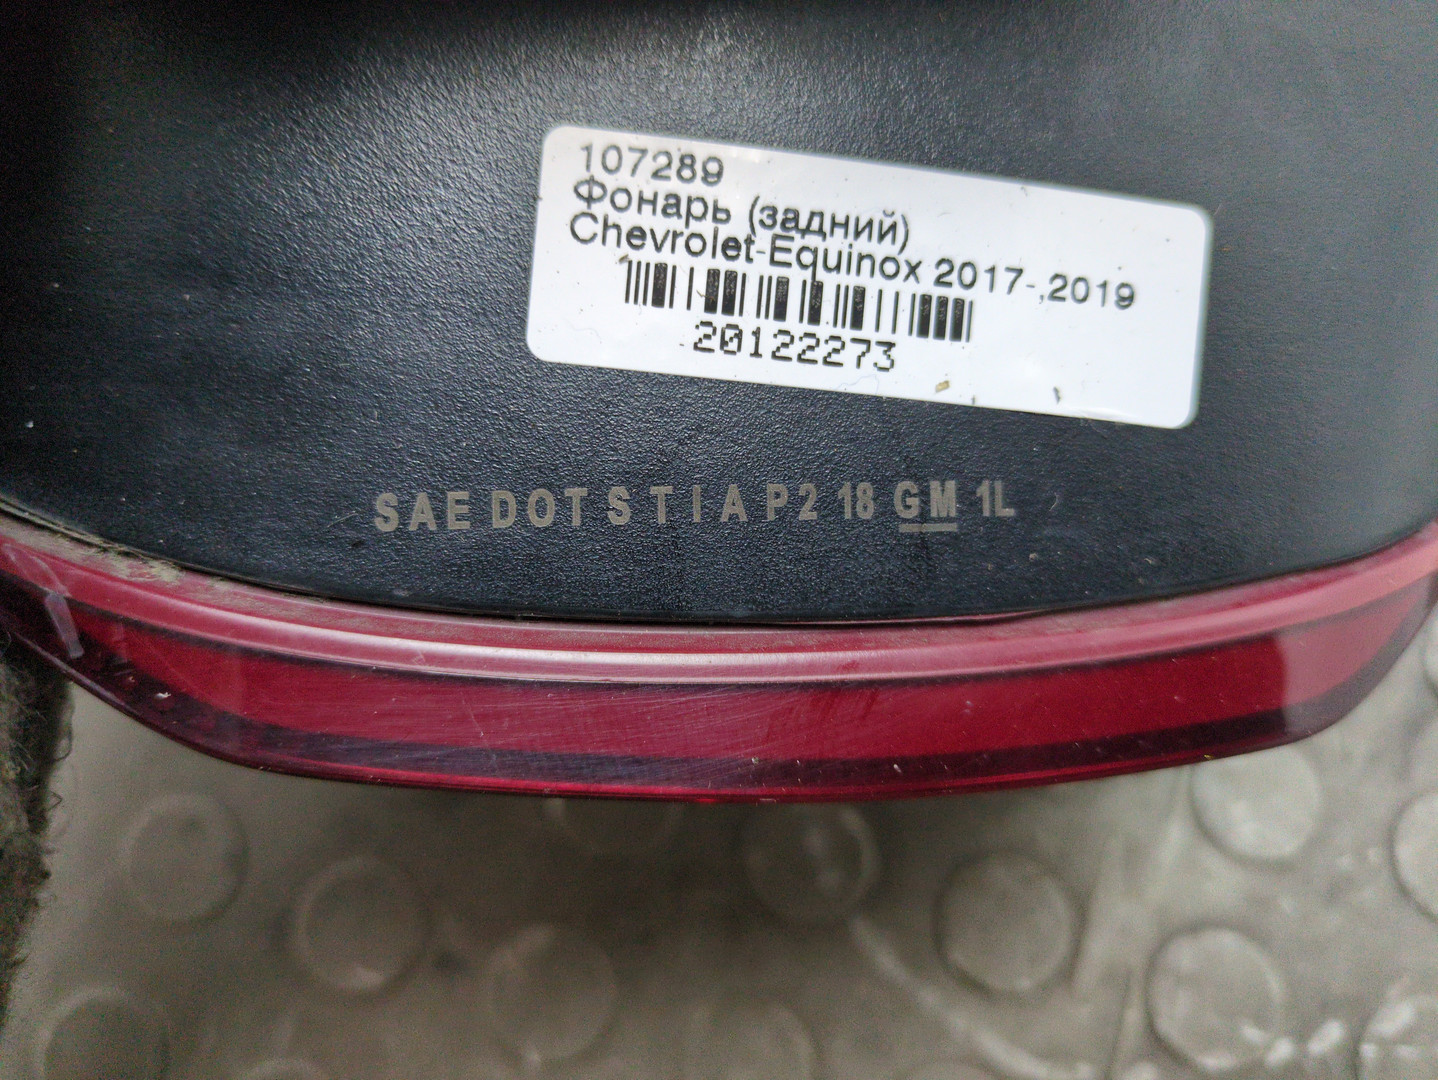 107289
Фонарь (задний)
Chevrolet-Equinox 2017-,2019
20122273
SAE DOT S T I A P2 18 GM 1L